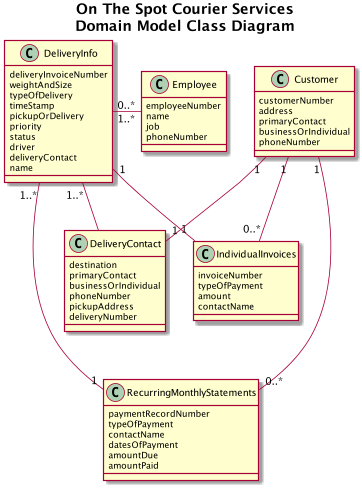 On The Spot Courier Services
Domain Model Class Diagram
C DeliveryInfo
deliveryInvoiceNumber
weightAndSize
typeOfDelivery
timeStamp
pickupOrDelivery
priority
status
driver
deliveryContact
name
C Employee
employeeNumber
name
job
phoneNumber
C Customer
customerNumber
address
primaryContact
businessOrIndividual
phoneNumber
0..*
1..*
1
1
1
1
1..*
1..*
C DeliveryContact
destination
primaryContact
businessOrIndividual
phoneNumber
pickupAddress
deliveryNumber
1
1
0..*
C IndividualInvoices
invoiceNumber
typeOfPayment
amount
contactName
1
0..*
C RecurringMonthlyStatements
paymentRecordNumber
typeOfPayment
contactName
datesOfPayment
amountDue
amountPaid